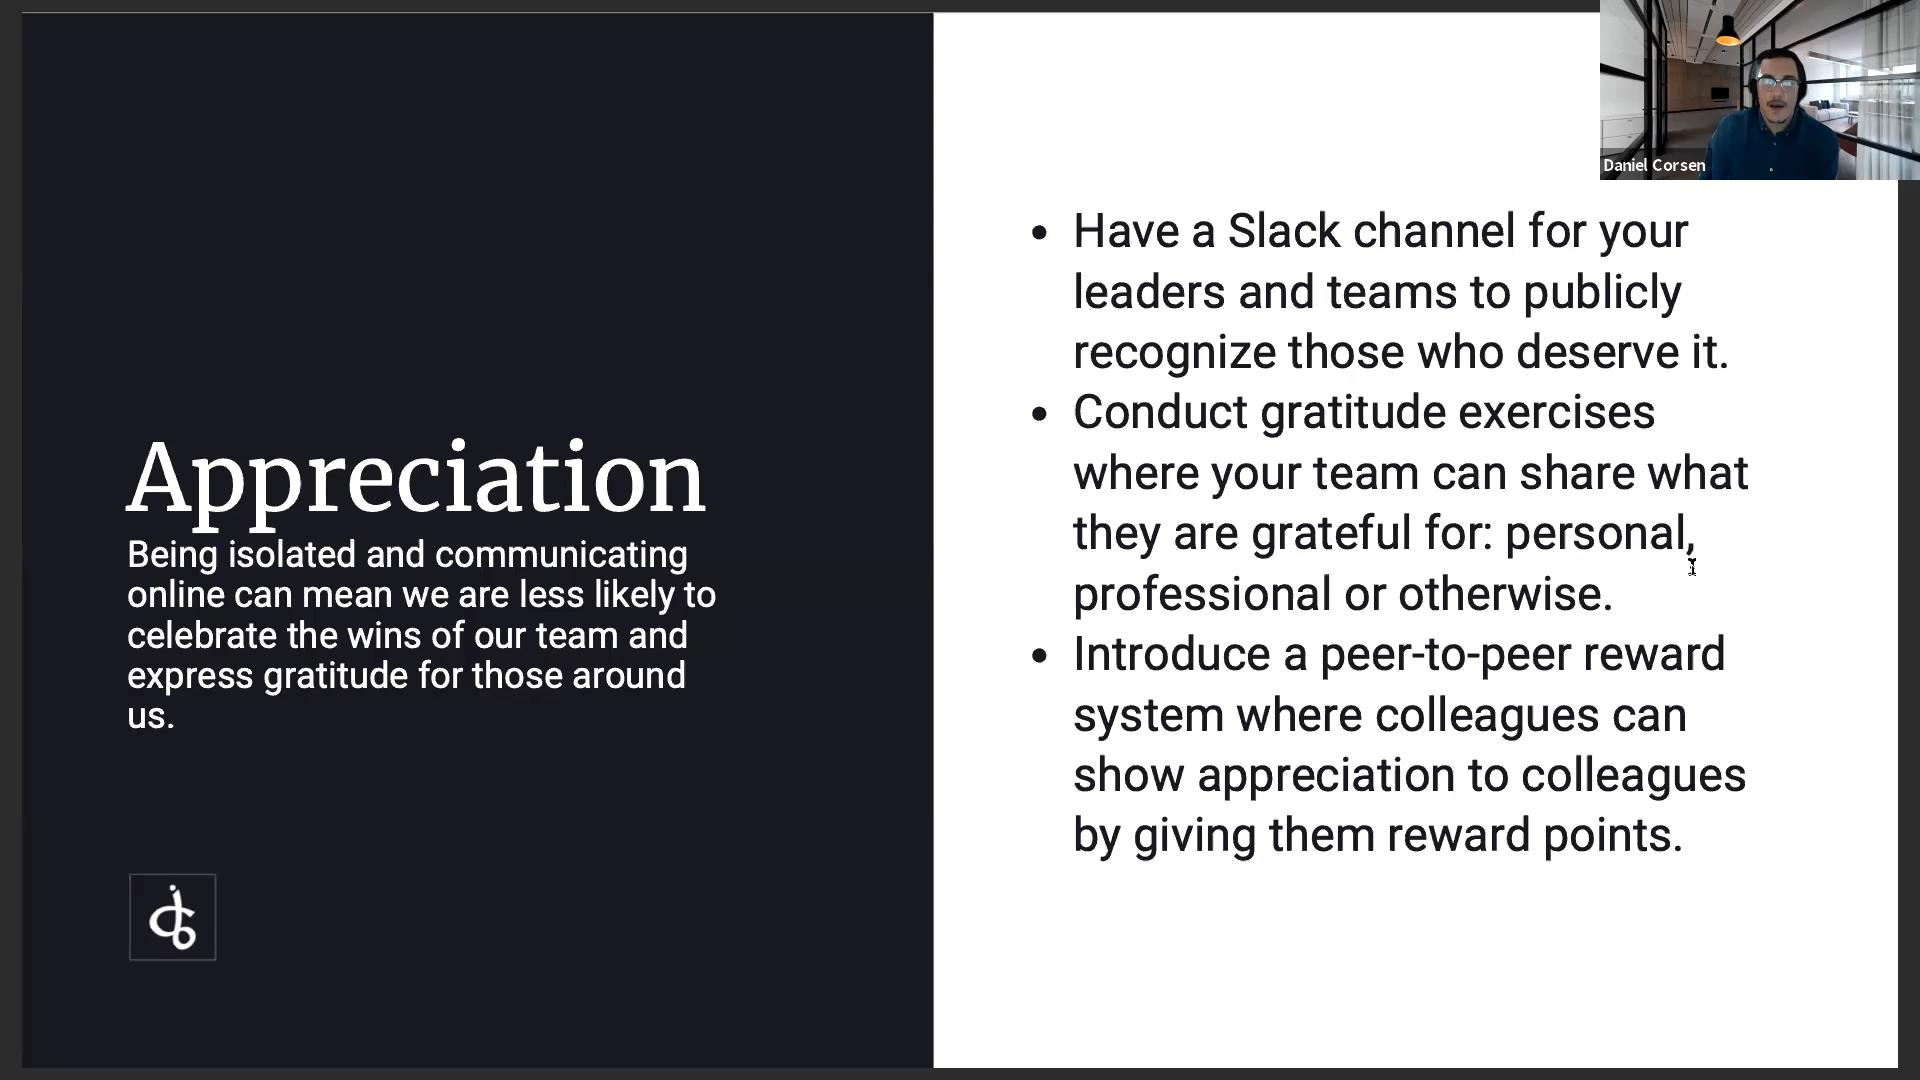 Appreciation
Being isolated and communicating
online can mean we are less likely to
celebrate the wins of our team and
express gratitude for those around
us.
Daniel Corsen
• Have a Slack channel for your
leaders and teams to publicly
recognize those who deserve it.
• Conduct gratitude exercises
where your team can share what
they are grateful for: personal,
professional or otherwise.
• Introduce a peer-to-peer reward
system where colleagues can
show appreciation to colleagues
by giving them reward points.